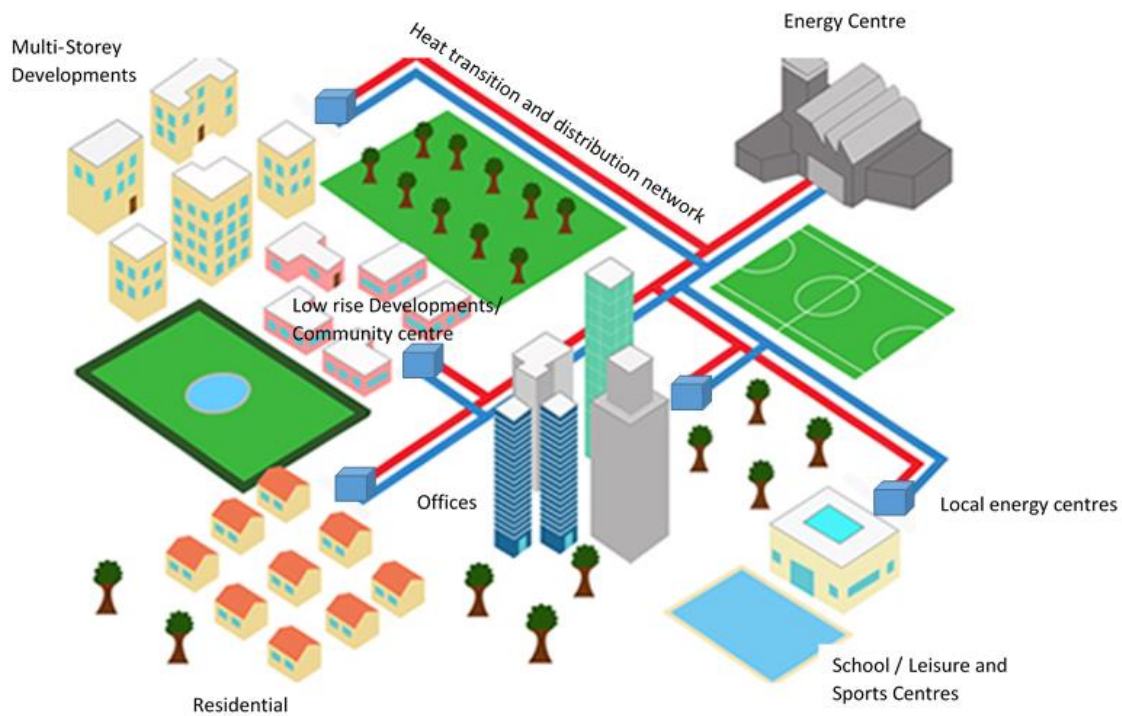 Energy Centre
Multi-Storey
Developments
Heat transition and distribution network
Low rise Developments/
Community centre
Offices
Local energy centres
School / Leisure and
Sports Centres
Residential